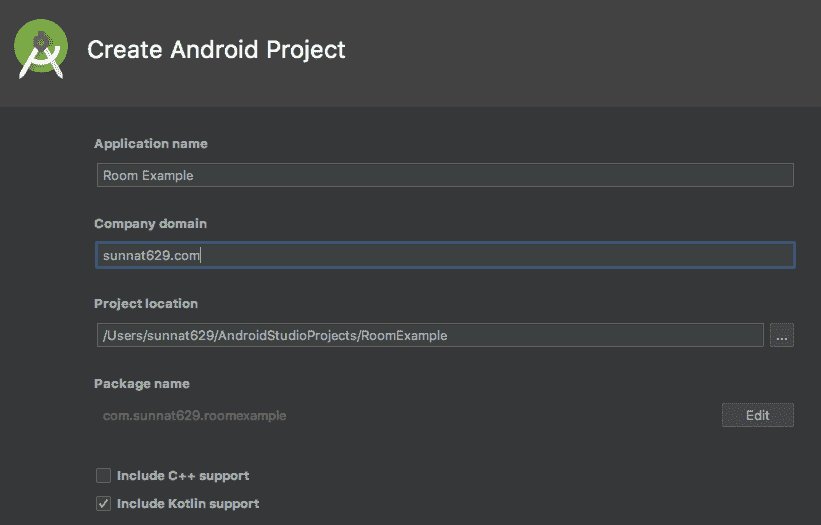 Create Android Project
Application name
Room Example
Company domain
sunnat629.com
Project location
/Users/sunnat629/AndroidStudioProjects/RoomExample
...
Package name
com.sunnat629.roomexample
Edit
Include C++ support
Include Kotlin support